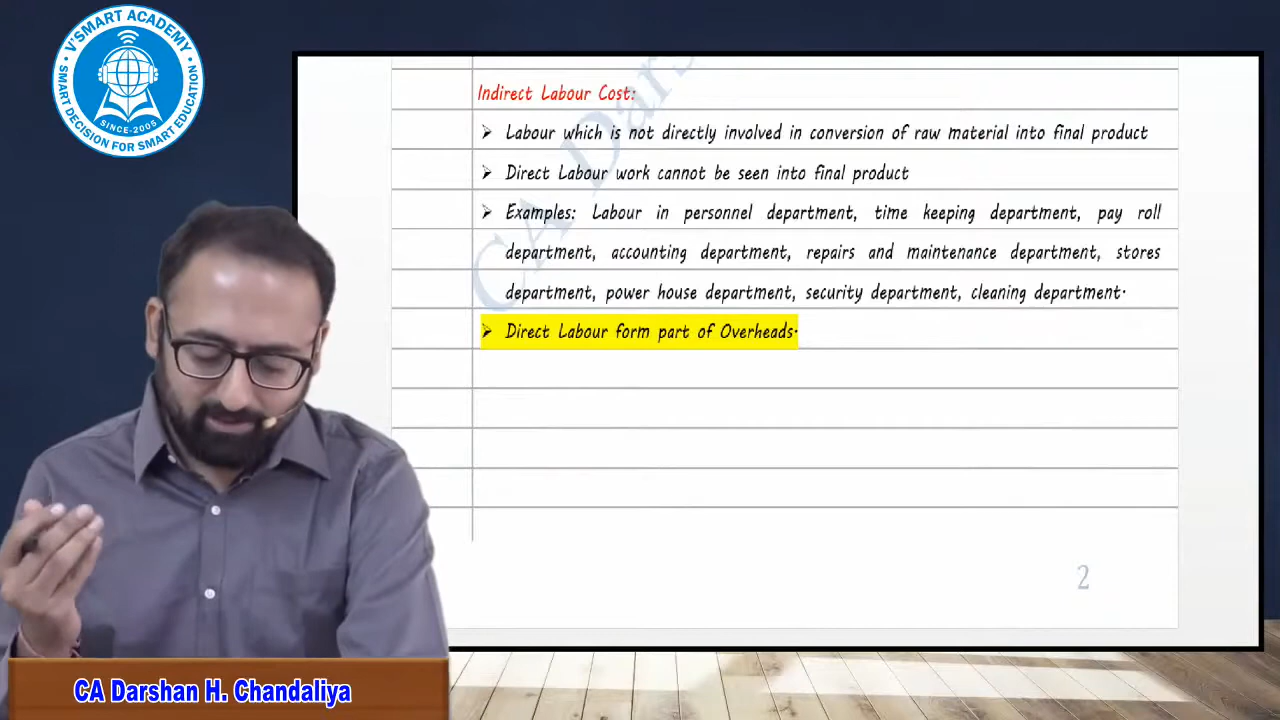 V'SMART ACADEMY
SMART DECISION FOR SMART EDUCATION
SINCE-2005
CA Dars
Indirect Labour Cost:
➢ Labour which is not directly involved in conversion of raw material into final product
➢ Direct Labour work cannot be seen into final product
➢ Examples: Labour in personnel department, time keeping department, pay roll
department, accounting department, repairs and maintenance department, stores
department, power house department, security department, cleaning department.
➢ Direct Labour form part of Overheads.
2
CA Darshan H. Chandaliya